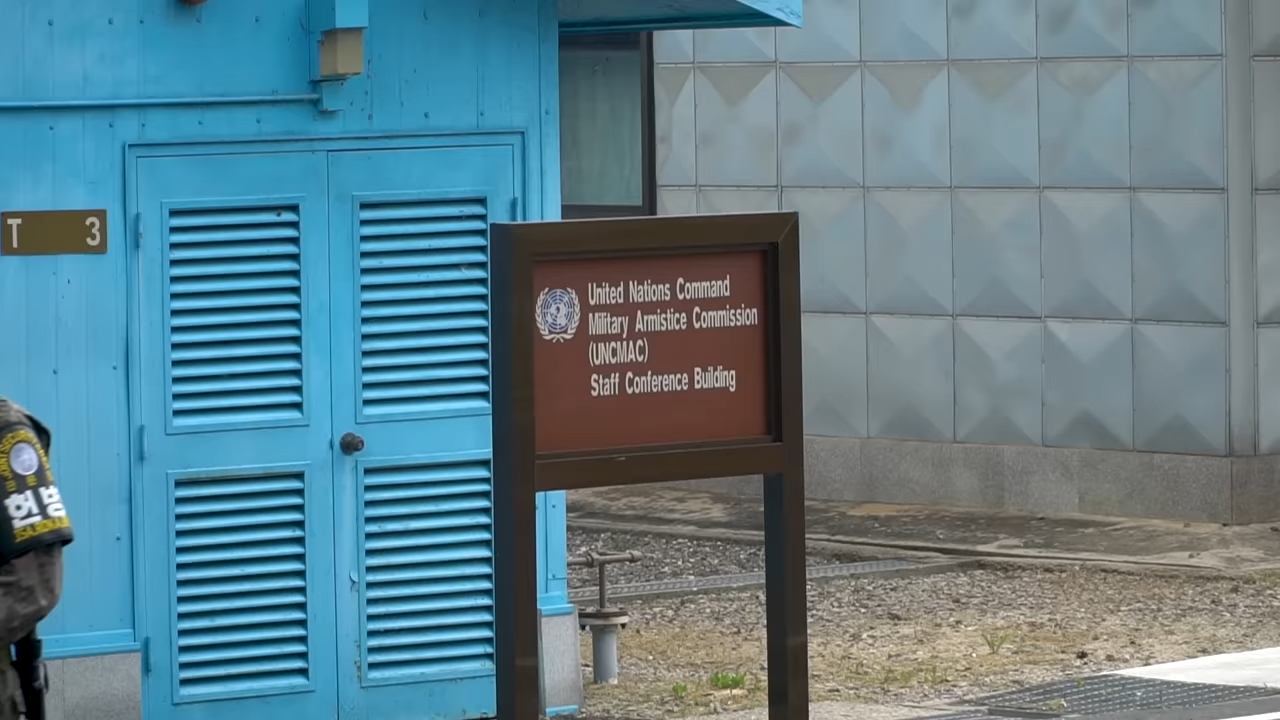 T 3
United Nations Command
Military Armistice Commission
(UNCMAC)
Staff Conference Building
헌병